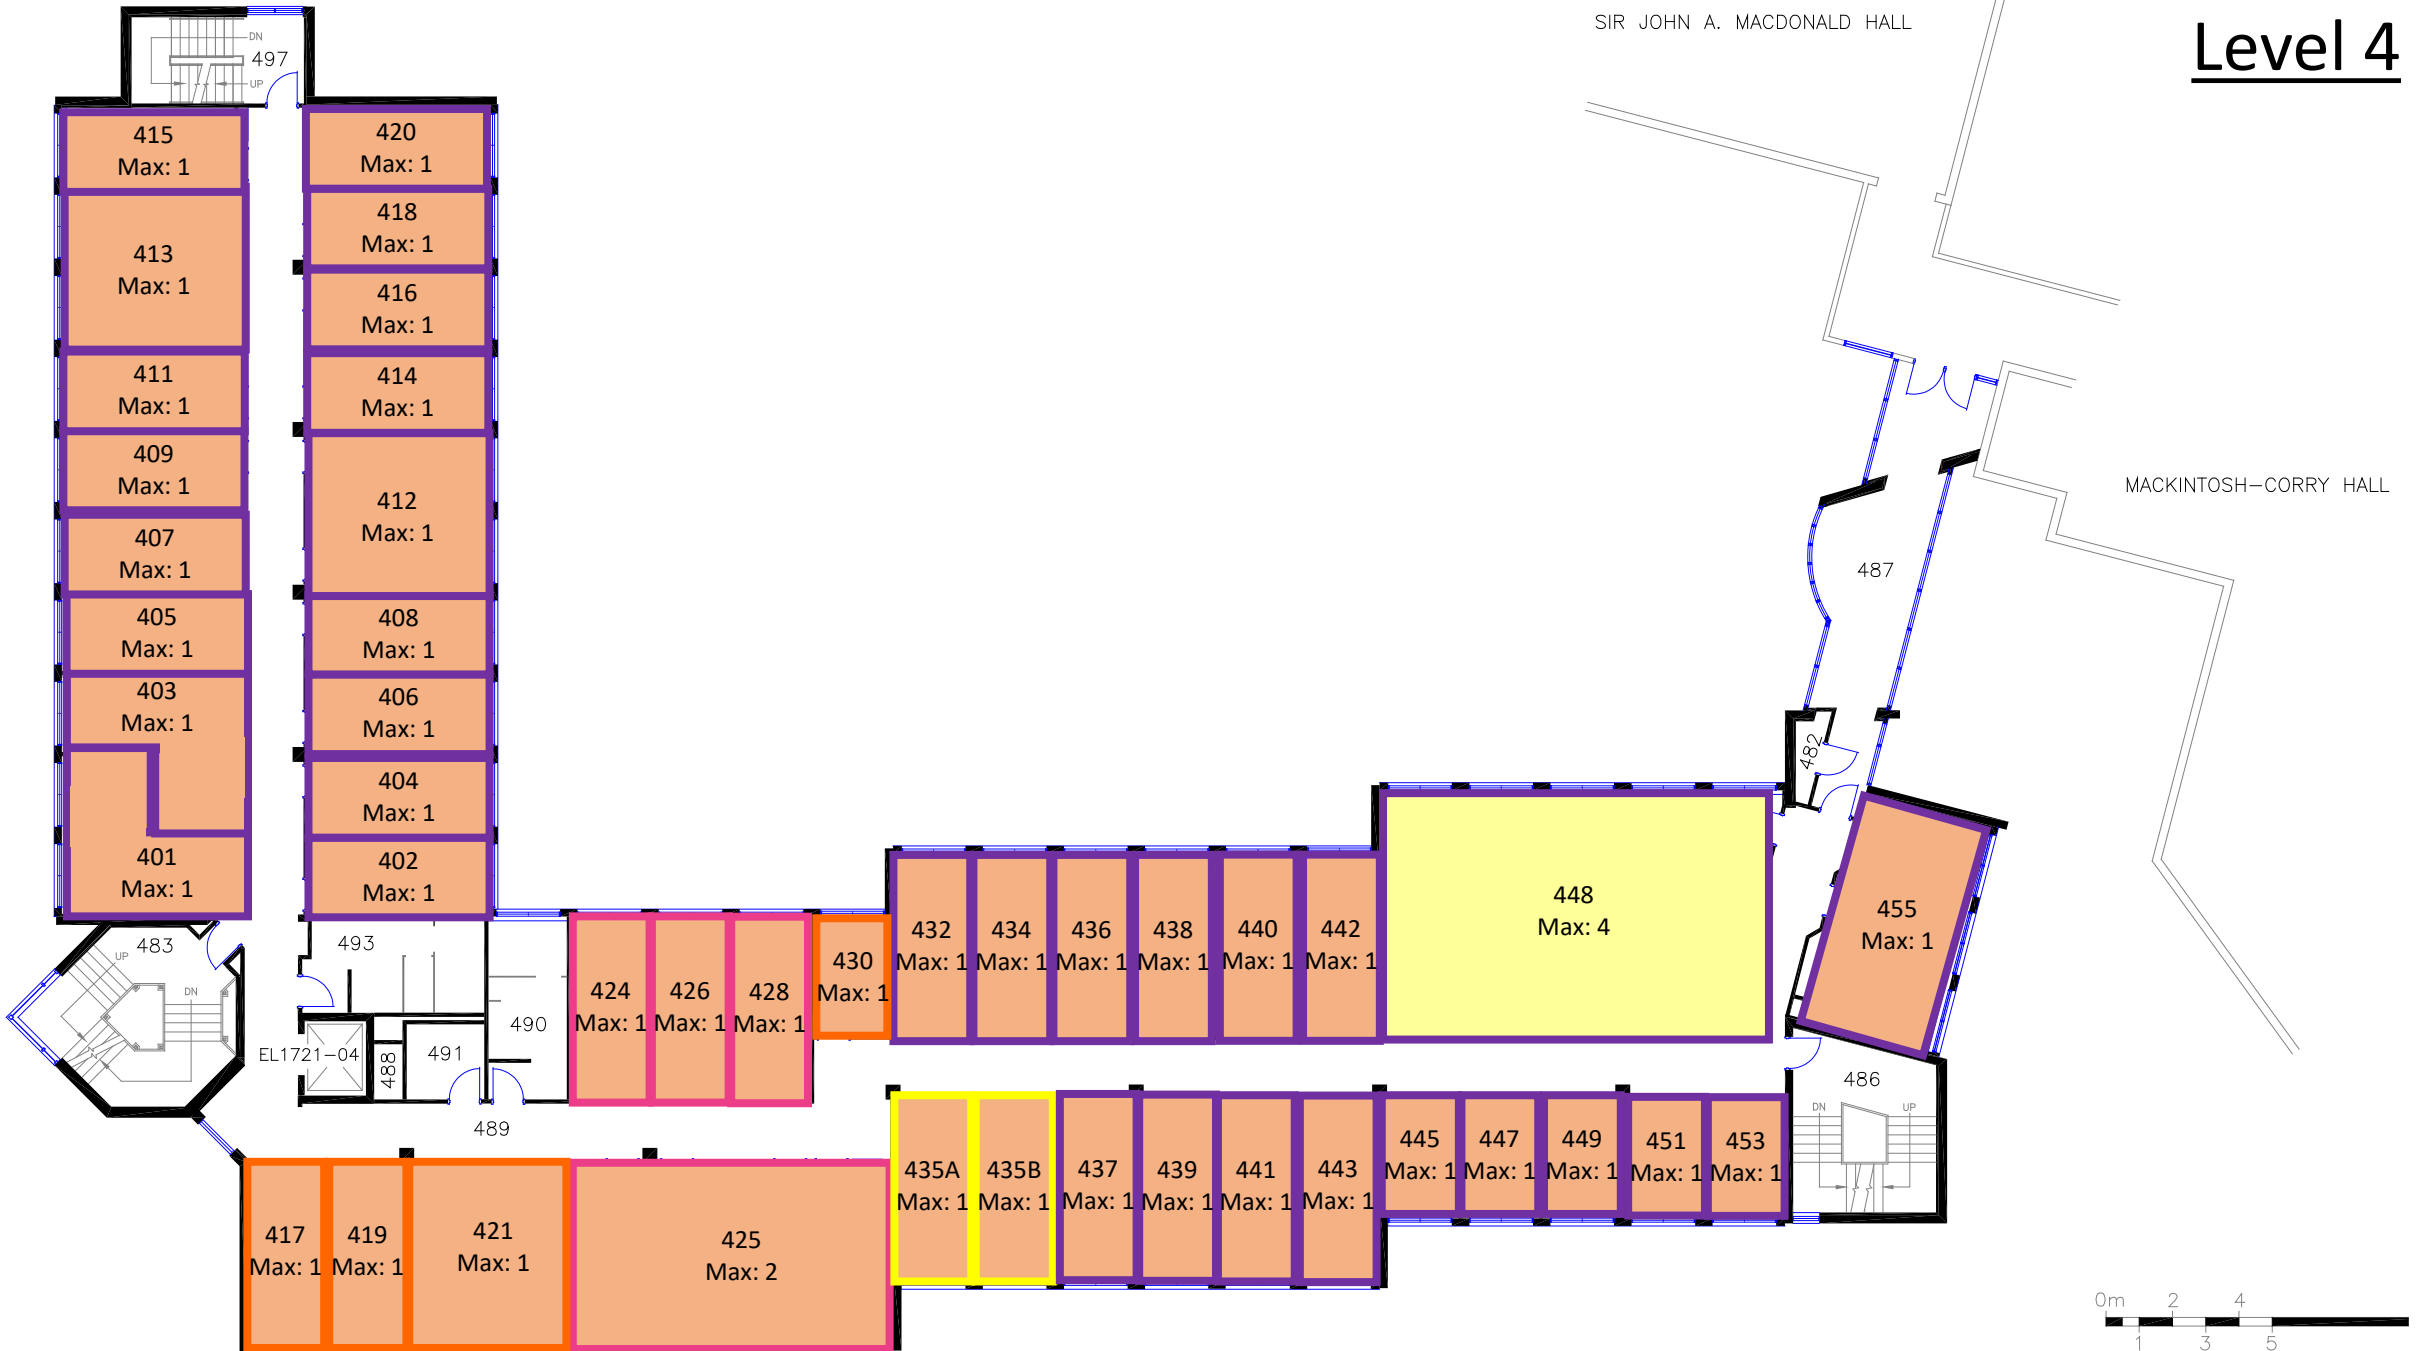 SIR JOHN A. MACDONALD HALL
Level 4
DN
497
UP
415
Max: 1
420
Max: 1
413
Max: 1
418
Max: 1
416
Max: 1
411
Max: 1
414
Max: 1
409
Max: 1
412
Max: 1
MACKINTOSH-CORRY HALL
407
Max: 1
487
405
Max: 1
408
Max: 1
403
Max: 1
406
Max: 1
482
404
Max: 1
401
Max: 1
402
Max: 1
448
Max: 4
455
Max: 1
483
UP
DN
493
490
EL1721-04
488
491
424
Max: 1
426
Max: 1
428
Max: 1
430
Max: 1
432
Max: 1
434
Max: 1
436
Max: 1
438
Max: 1
440
Max: 1
442
Max: 1
486
DN
UP
489
417
Max: 1
419
Max: 1
421
Max: 1
425
Max: 2
435A
Max: 1
435B
Max: 1
437
Max: 1
439
Max: 1
441
Max: 1
443
Max: 1
445
Max: 1
447
Max: 1
449
Max: 1
451
Max: 1
453
Max: 1
0m 2 4
1 3 5